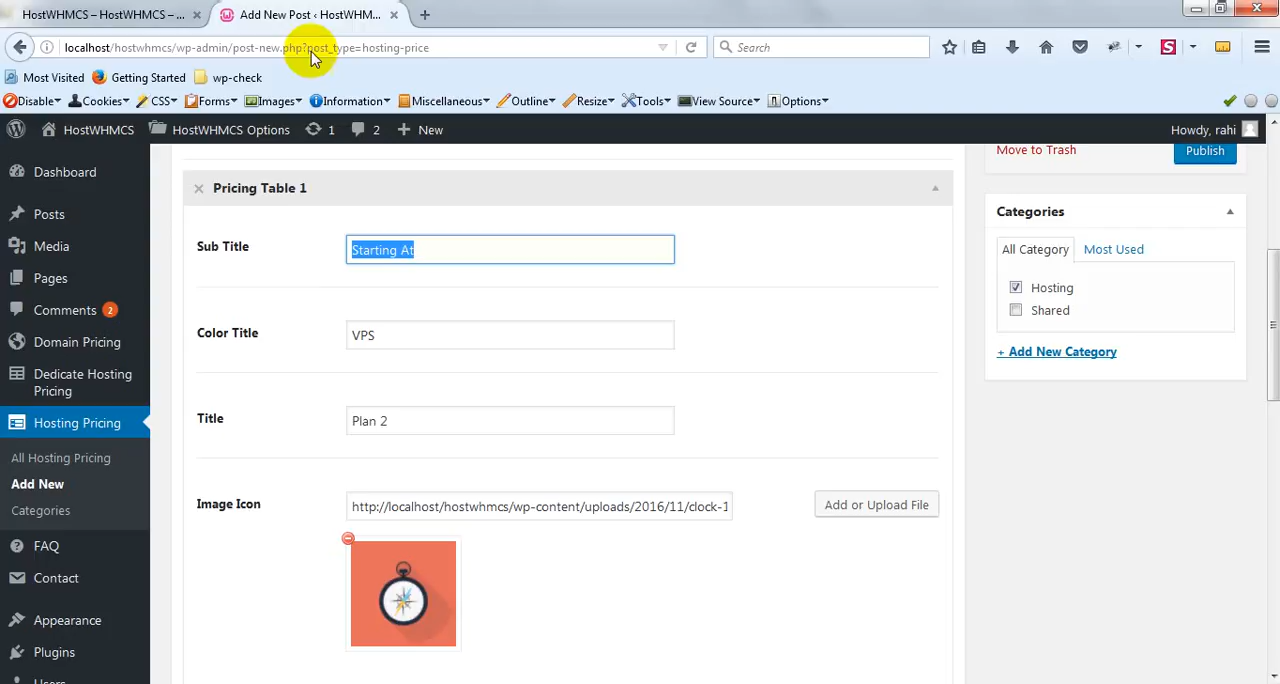 HostWHMCS – HostWHMCS – ...
Add New Post ‹ HostWHM...
localhost/hostwhmcs/wp-admin/post-new.php?post_type=hosting-price
Search
Most Visited
Getting Started
wp-check
Disable
Cookies
CSS
Forms
Images
Information
Miscellaneous
Outline
Resize
Tools
View Source
Options
HostWHMCS
HostWHMCS Options
1
2
New
Howdy, rahi
Dashboard
Posts
Media
Pages
Comments 2
Domain Pricing
Dedicate Hosting
Pricing
Hosting Pricing
All Hosting Pricing
Add New
Categories
FAQ
Contact
Appearance
Plugins
Users
Pricing Table 1
Sub Title
Starting At
Color Title
VPS
Title
Plan 2
Image Icon
http://localhost/hostwhmcs/wp-content/uploads/2016/11/clock-1
Add or Upload File
Move to Trash
Publish
Categories
All Category
Most Used
Hosting
Shared
+ Add New Category